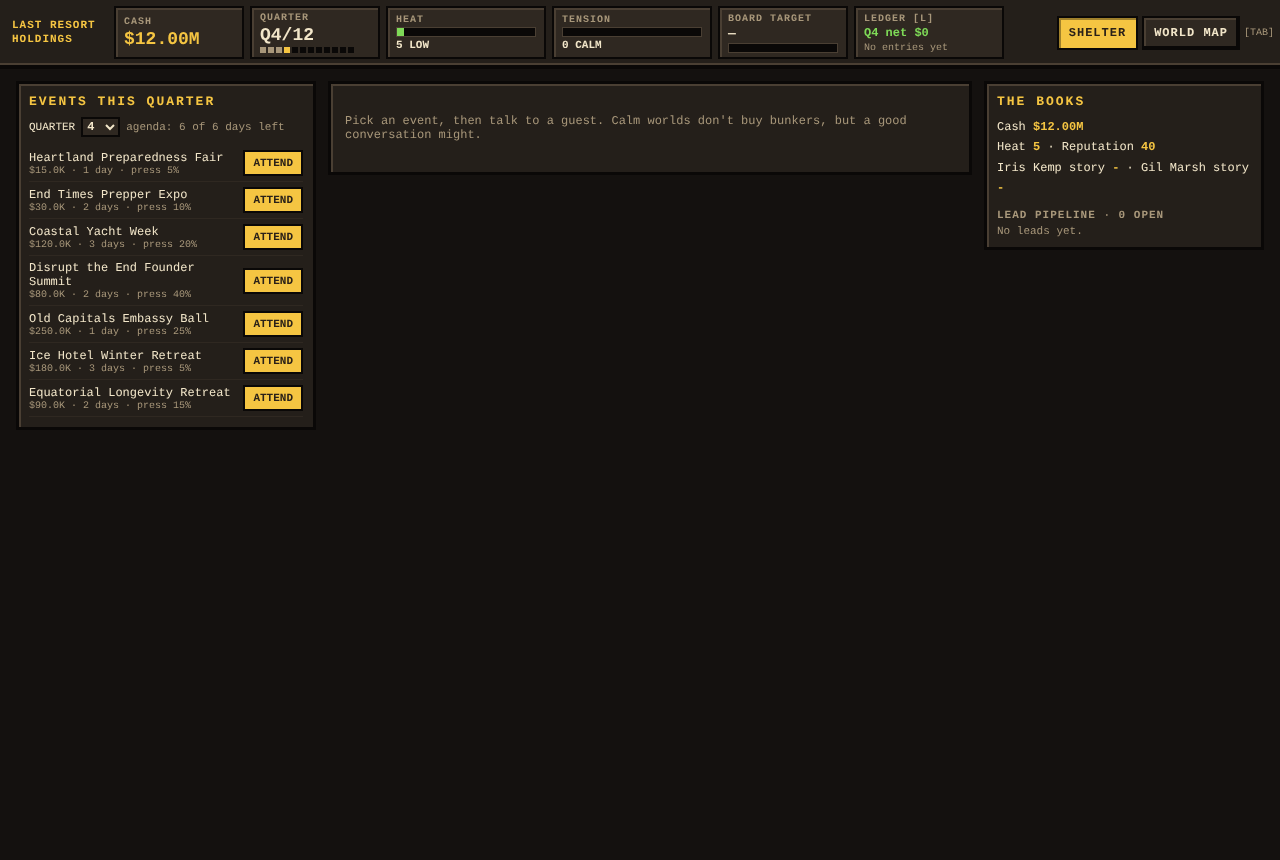 LAST RESORT
HOLDINGS
CASH
$12.00M
QUARTER
Q4/12
HEAT
5 LOW
TENSION
0 CALM
BOARD TARGET
—
LEDGER [L]
Q4 net $0
No entries yet
SHELTER
WORLD MAP
[TAB]
EVENTS THIS QUARTER
QUARTER 4 agenda: 6 of 6 days left
Heartland Preparedness Fair
$15.0K · 1 day · press 5%
ATTEND
End Times Prepper Expo
$30.0K · 2 days · press 10%
ATTEND
Coastal Yacht Week
$120.0K · 3 days · press 20%
ATTEND
Disrupt the End Founder
Summit
$80.0K · 2 days · press 40%
ATTEND
Old Capitals Embassy Ball
$250.0K · 1 day · press 25%
ATTEND
Ice Hotel Winter Retreat
$180.0K · 3 days · press 5%
ATTEND
Equatorial Longevity Retreat
$90.0K · 2 days · press 15%
ATTEND
Pick an event, then talk to a guest. Calm worlds don't buy bunkers, but a good
conversation might.
THE BOOKS
Cash $12.00M
Heat 5 · Reputation 40
Iris Kemp story - · Gil Marsh story
-
LEAD PIPELINE · 0 OPEN
No leads yet.